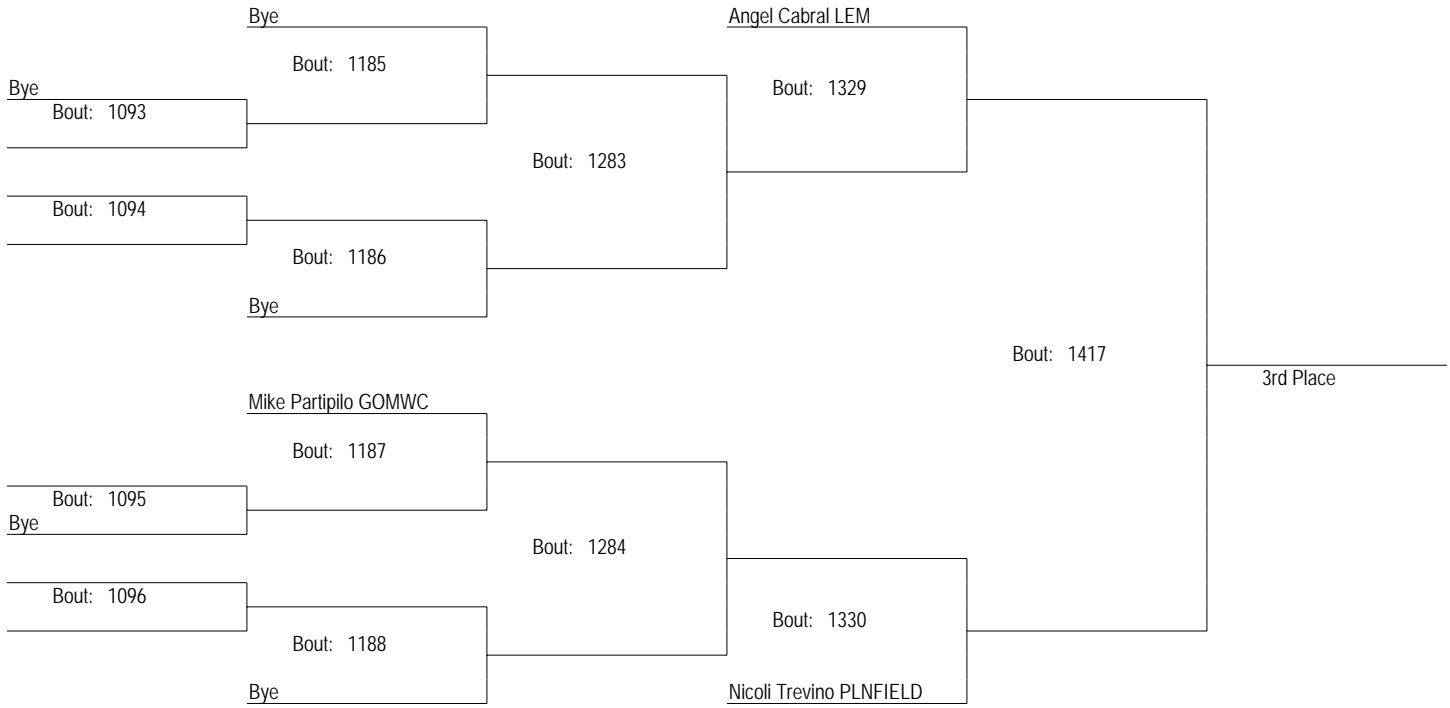 Bye
Angel Cabral LEM
Bout: 1185
Bye
Bout: 1329
Bout: 1093
Bout: 1283
Bout: 1094
Bout: 1186
Bye
Bout: 1417
3rd Place
Mike Partipilo GOMWC
Bout: 1187
Bout: 1095
Bye
Bout: 1284
Bout: 1096
Bout: 1330
Bout: 1188
Bye
Nicoli Trevino PLNFIELD